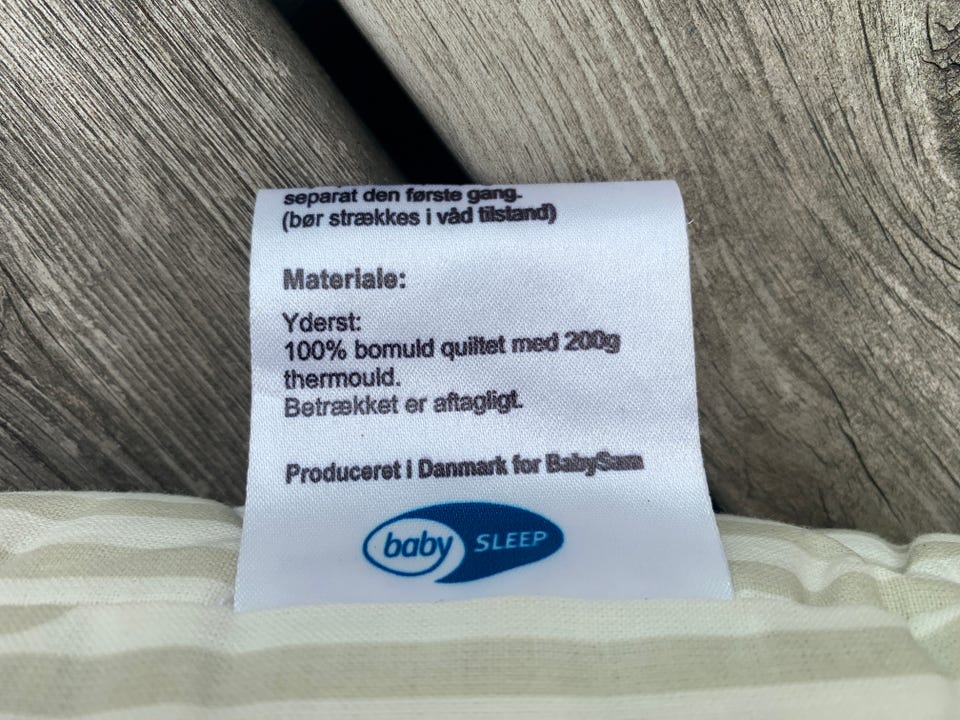 separat den første gang.
(bør strækkes i våd tilstand)
Materiale:
Yderst:
100% bomuld quiltet med 200g
thermould.
Betrækket er aftagligt.
Produceret i Danmark for BabySam
baby SLEEP